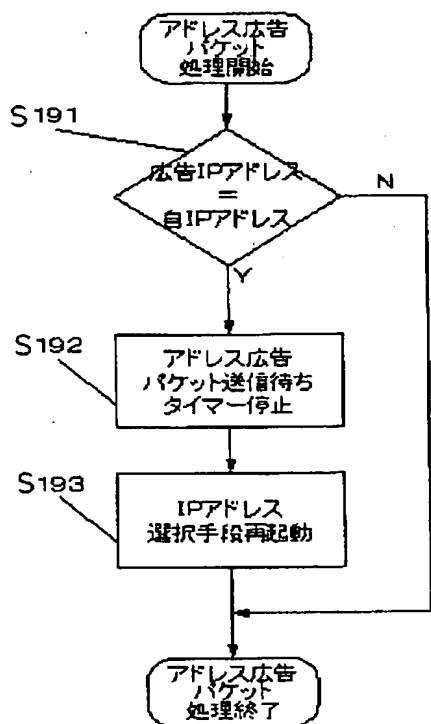 アドレス広告
パケット
処理開始
S191
広告IPアドレス
=
自IPアドレス
N
Y
S192
アドレス広告
パケット送信待ち
タイマー停止
S193
IPアドレス
選択手段再起動
アドレス広告
パケット
処理終了